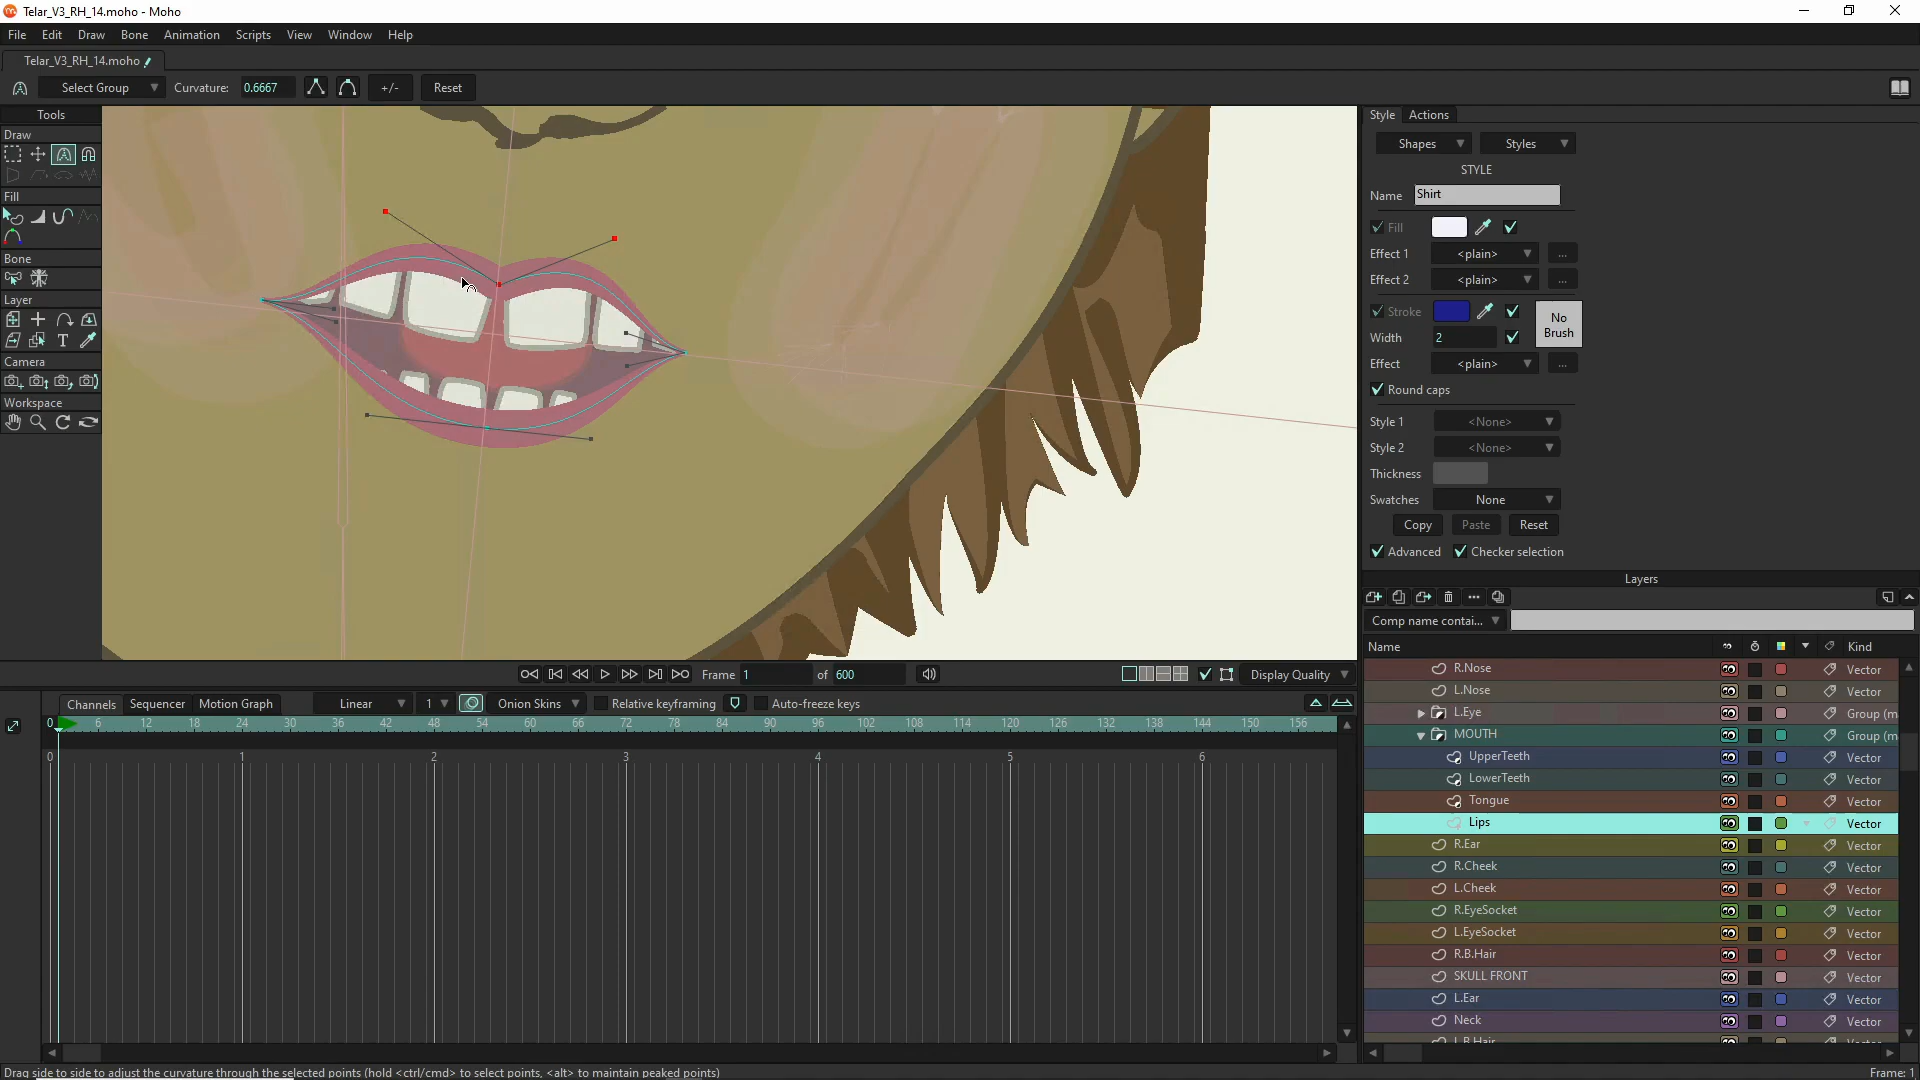 Telar_V3_RH_14.moho - Moho
File Edit Draw Bone Animation Scripts View Window Help
Telar_V3_RH_14.moho
Select Group Curvature: 0.6667 +/- Reset
Tools
Draw
Fill
Bone
Layer
Camera
Workspace
Style Actions
Shapes Styles
STYLE
Name Shirt
Fill
Effect 1 <plain> ...
Effect 2 <plain> ...
Stroke No Brush
Width 2
Effect <plain> ...
Round caps
Style 1 <None>
Style 2 <None>
Thickness
Swatches None
Copy Paste Reset
Advanced Checker selection
Layers
Comp name contai...
Name Kind
R.Nose Vector
L.Nose Vector
L.Eye Group (m
MOUTH Group (m
UpperTeeth Vector
LowerTeeth Vector
Tongue Vector
Lips Vector
R.Ear Vector
R.Cheek Vector
L.Cheek Vector
R.EyeSocket Vector
L.EyeSocket Vector
R.B.Hair Vector
SKULL FRONT Vector
L.Ear Vector
Neck Vector
L.B.Hair
Frame 1 of 600 Display Quality
Channels Sequencer Motion Graph Linear 1 Onion Skins Relative keyframing Auto-freeze keys
0 6 12 18 24 30 36 42 48 54 60 66 72 78 84 90 96 102 108 114 120 126 132 138 144 150 156
0 1 2 3 4 5 6
Drag side to side to adjust the curvature through the selected points (hold <ctrl/cmd> to select points, <alt> to maintain peaked points) Frame: 1